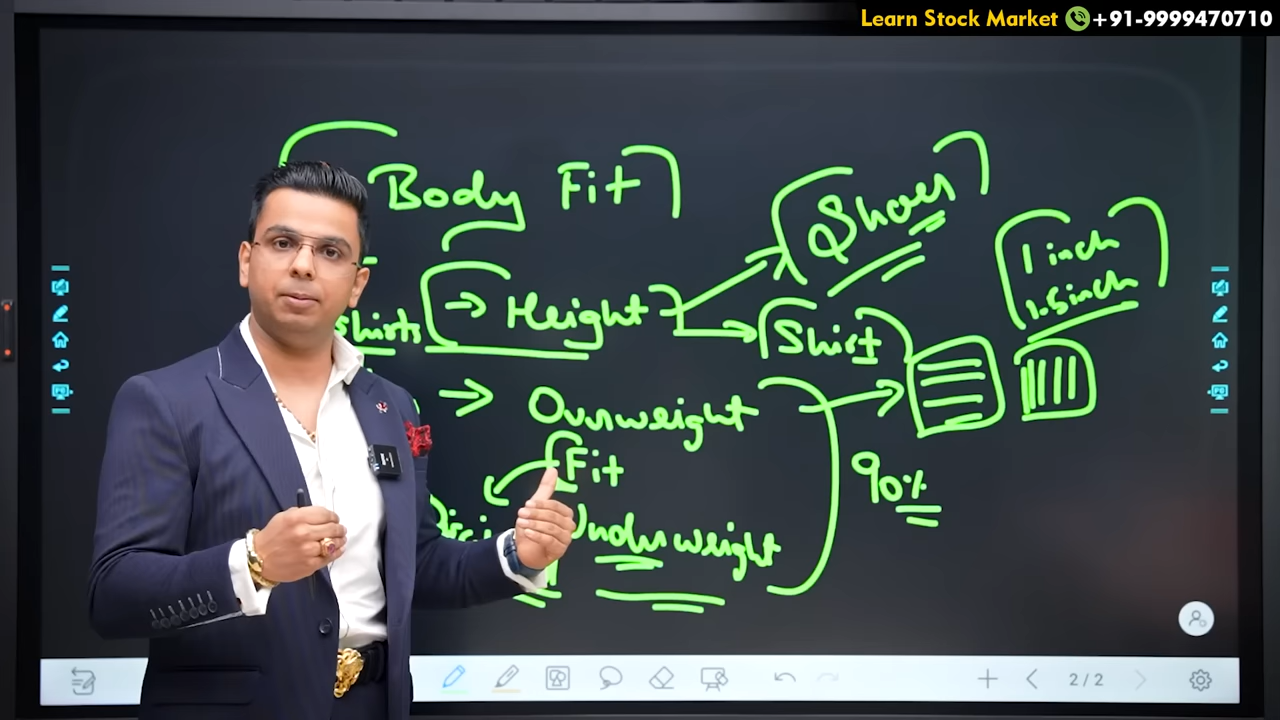 Learn Stock Market +91-9999470710
Body Fit
Shoes
1 inch
1.5 inch
shirts → Height
Shirt
→ Overweight
Fit
90%
Underweight
2/2